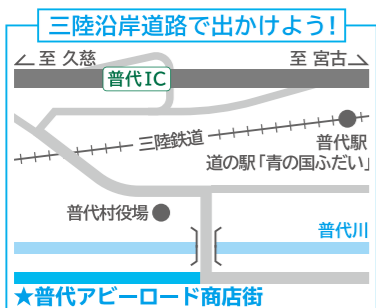 三陸沿岸道路で出かけよう!
至 久慈
至 宮古
普代IC
三陸鉄道
普代駅
道の駅「青の国ふだい」
普代村役場
普代川
★普代アビーロード商店街